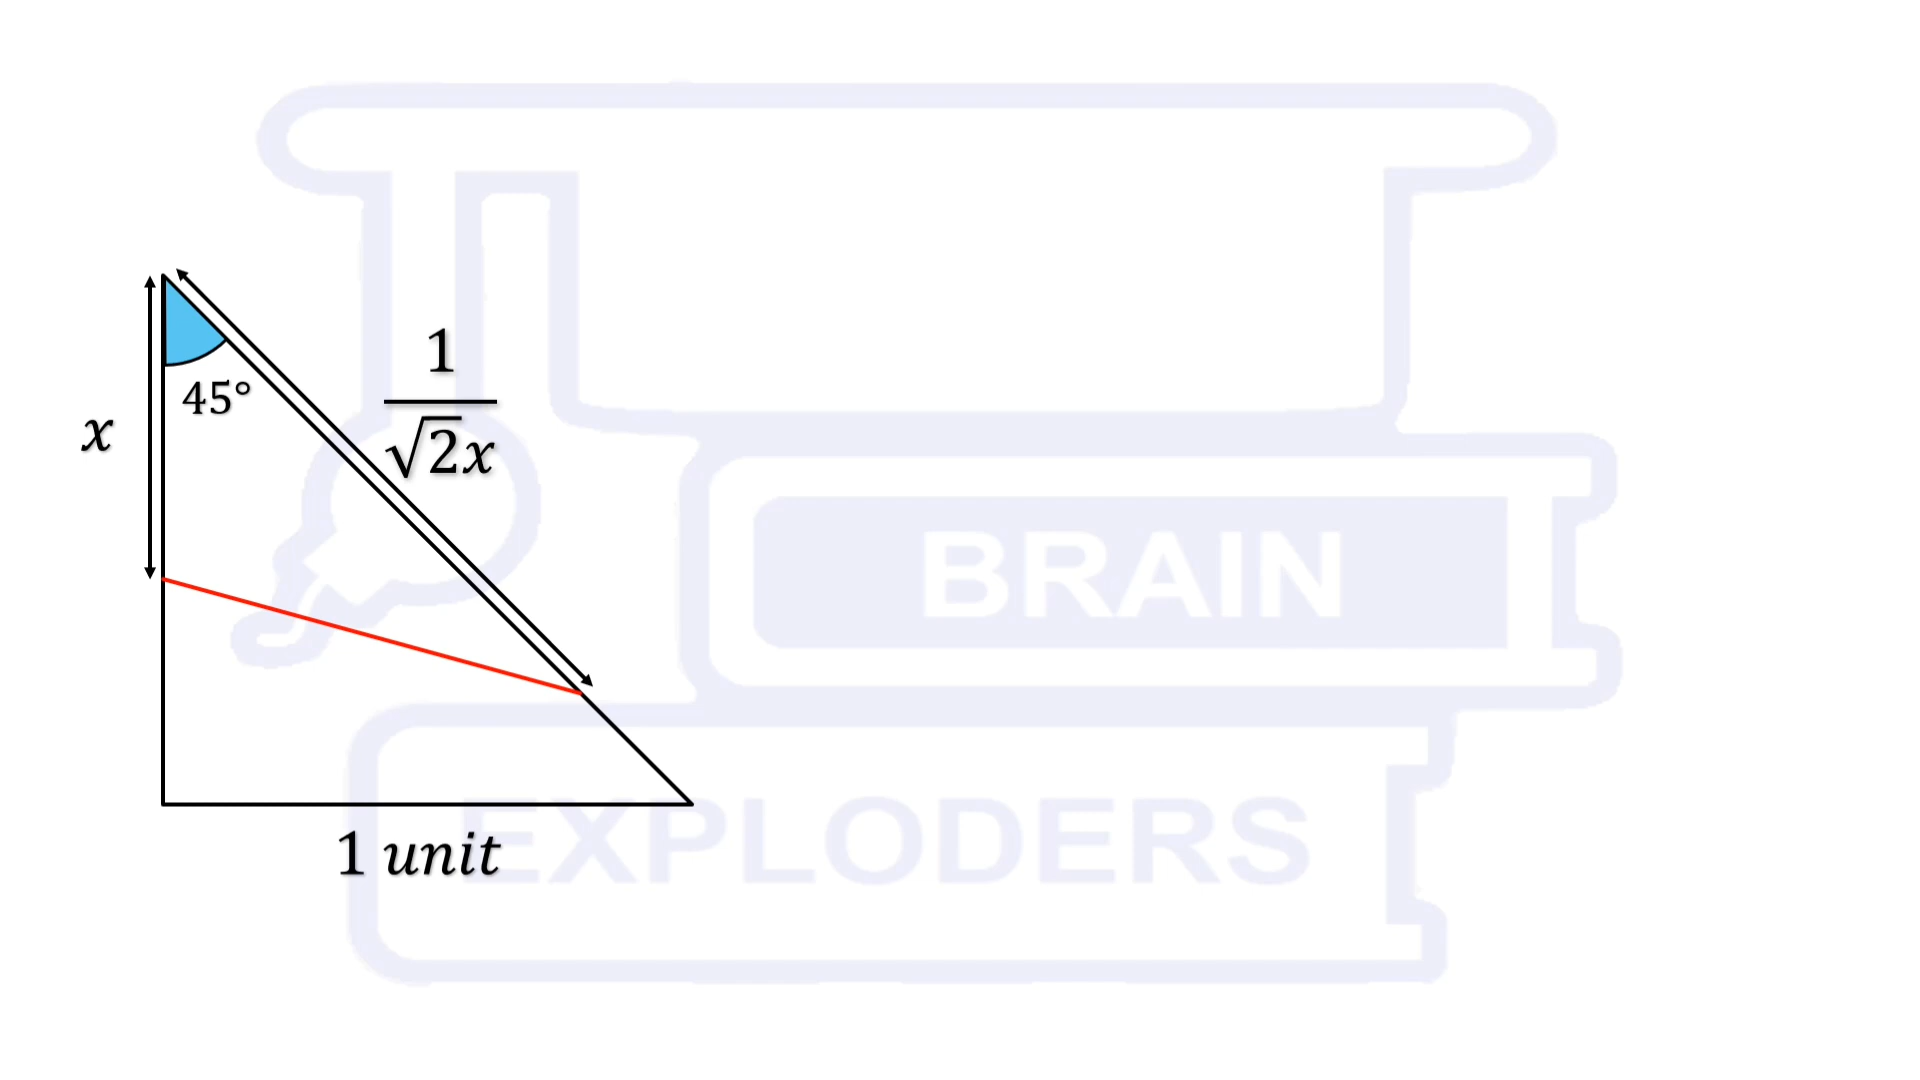 45°
x
1
√2x
1 unit
BRAIN
EXPLODERS